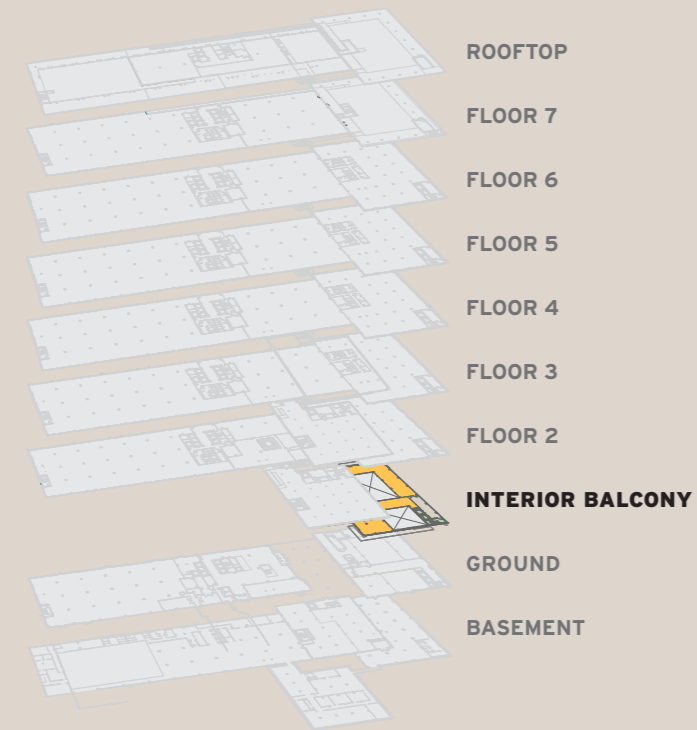 ROOFTOP
FLOOR 7
FLOOR 6
FLOOR 5
FLOOR 4
FLOOR 3
FLOOR 2
INTERIOR BALCONY
GROUND
BASEMENT